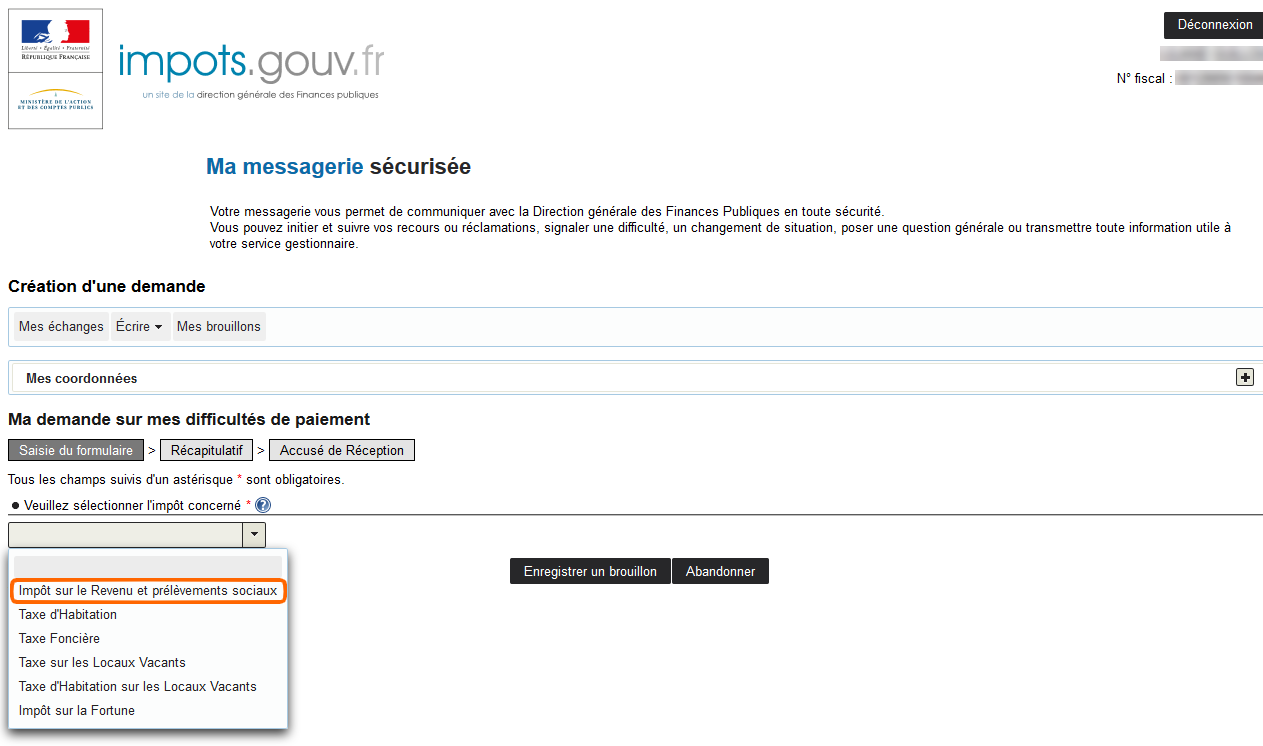 Liberté • Égalité • Fraternité
RÉPUBLIQUE FRANÇAISE
MINISTÈRE DE L'ACTION
ET DES COMPTES PUBLICS
impots.gouv.fr
un site de la direction générale des Finances publiques
Déconnexion
N° fiscal :
Ma messagerie sécurisée
Votre messagerie vous permet de communiquer avec la Direction générale des Finances Publiques en toute sécurité.
Vous pouvez initier et suivre vos recours ou réclamations, signaler une difficulté, un changement de situation, poser une question générale ou transmettre toute information utile à
votre service gestionnaire.
Création d'une demande
Mes échanges Écrire Mes brouillons
Mes coordonnées
Ma demande sur mes difficultés de paiement
Saisie du formulaire > Récapitulatif > Accusé de Réception
Tous les champs suivis d'un astérisque * sont obligatoires.
● Veuillez sélectionner l'impôt concerné *
Enregistrer un brouillon Abandonner
Impôt sur le Revenu et prélèvements sociaux
Taxe d'Habitation
Taxe Foncière
Taxe sur les Locaux Vacants
Taxe d'Habitation sur les Locaux Vacants
Impôt sur la Fortune